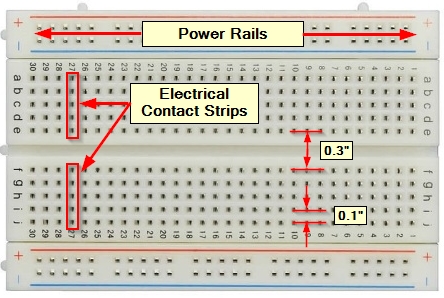 + Power Rails +
30 29 28 27 26 25 24 23 22 21 20 19 18 17 16 15 14 13 12 11 10 9 8 7 6 5 4 3 2 1
a
b
c
d
e
Electrical
Contact Strips
0.3"
f
g
h
i
j
0.1"
30 29 28 27 26 25 24 23 22 21 20 19 18 17 16 15 14 13 12 11 10 9 8 7 6 5 4 3 2 1
+ +
- -